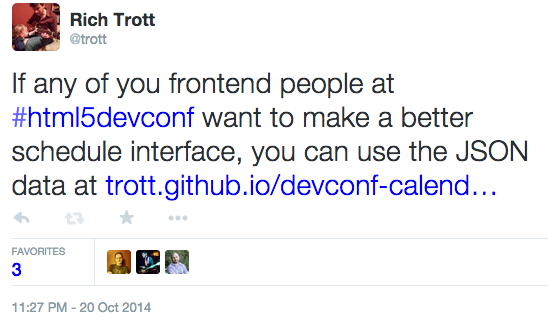 Rich Trott
@trott
If any of you frontend people at
#html5devconf want to make a better
schedule interface, you can use the JSON
data at trott.github.io/devconf-calend…
FAVORITES
3
11:27 PM - 20 Oct 2014